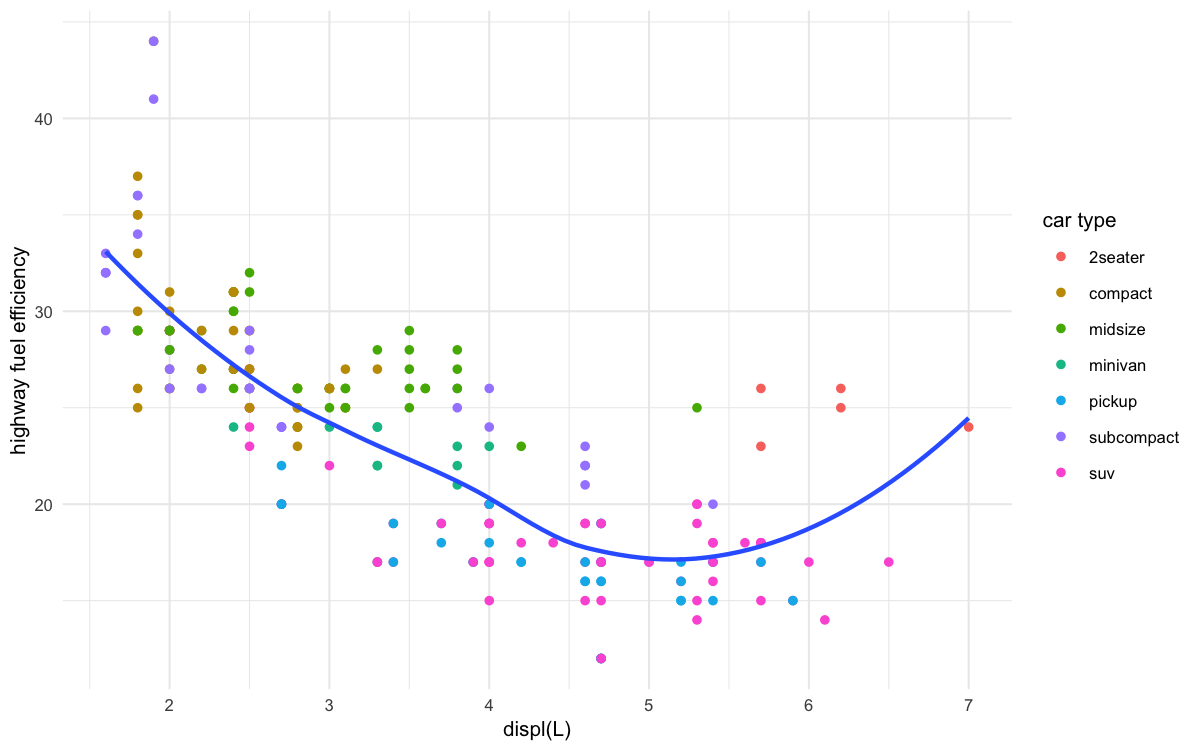 40
30
20
highway fuel efficiency
2 3 4 5 6 7
displ(L)
car type
2seater
compact
midsize
minivan
pickup
subcompact
suv